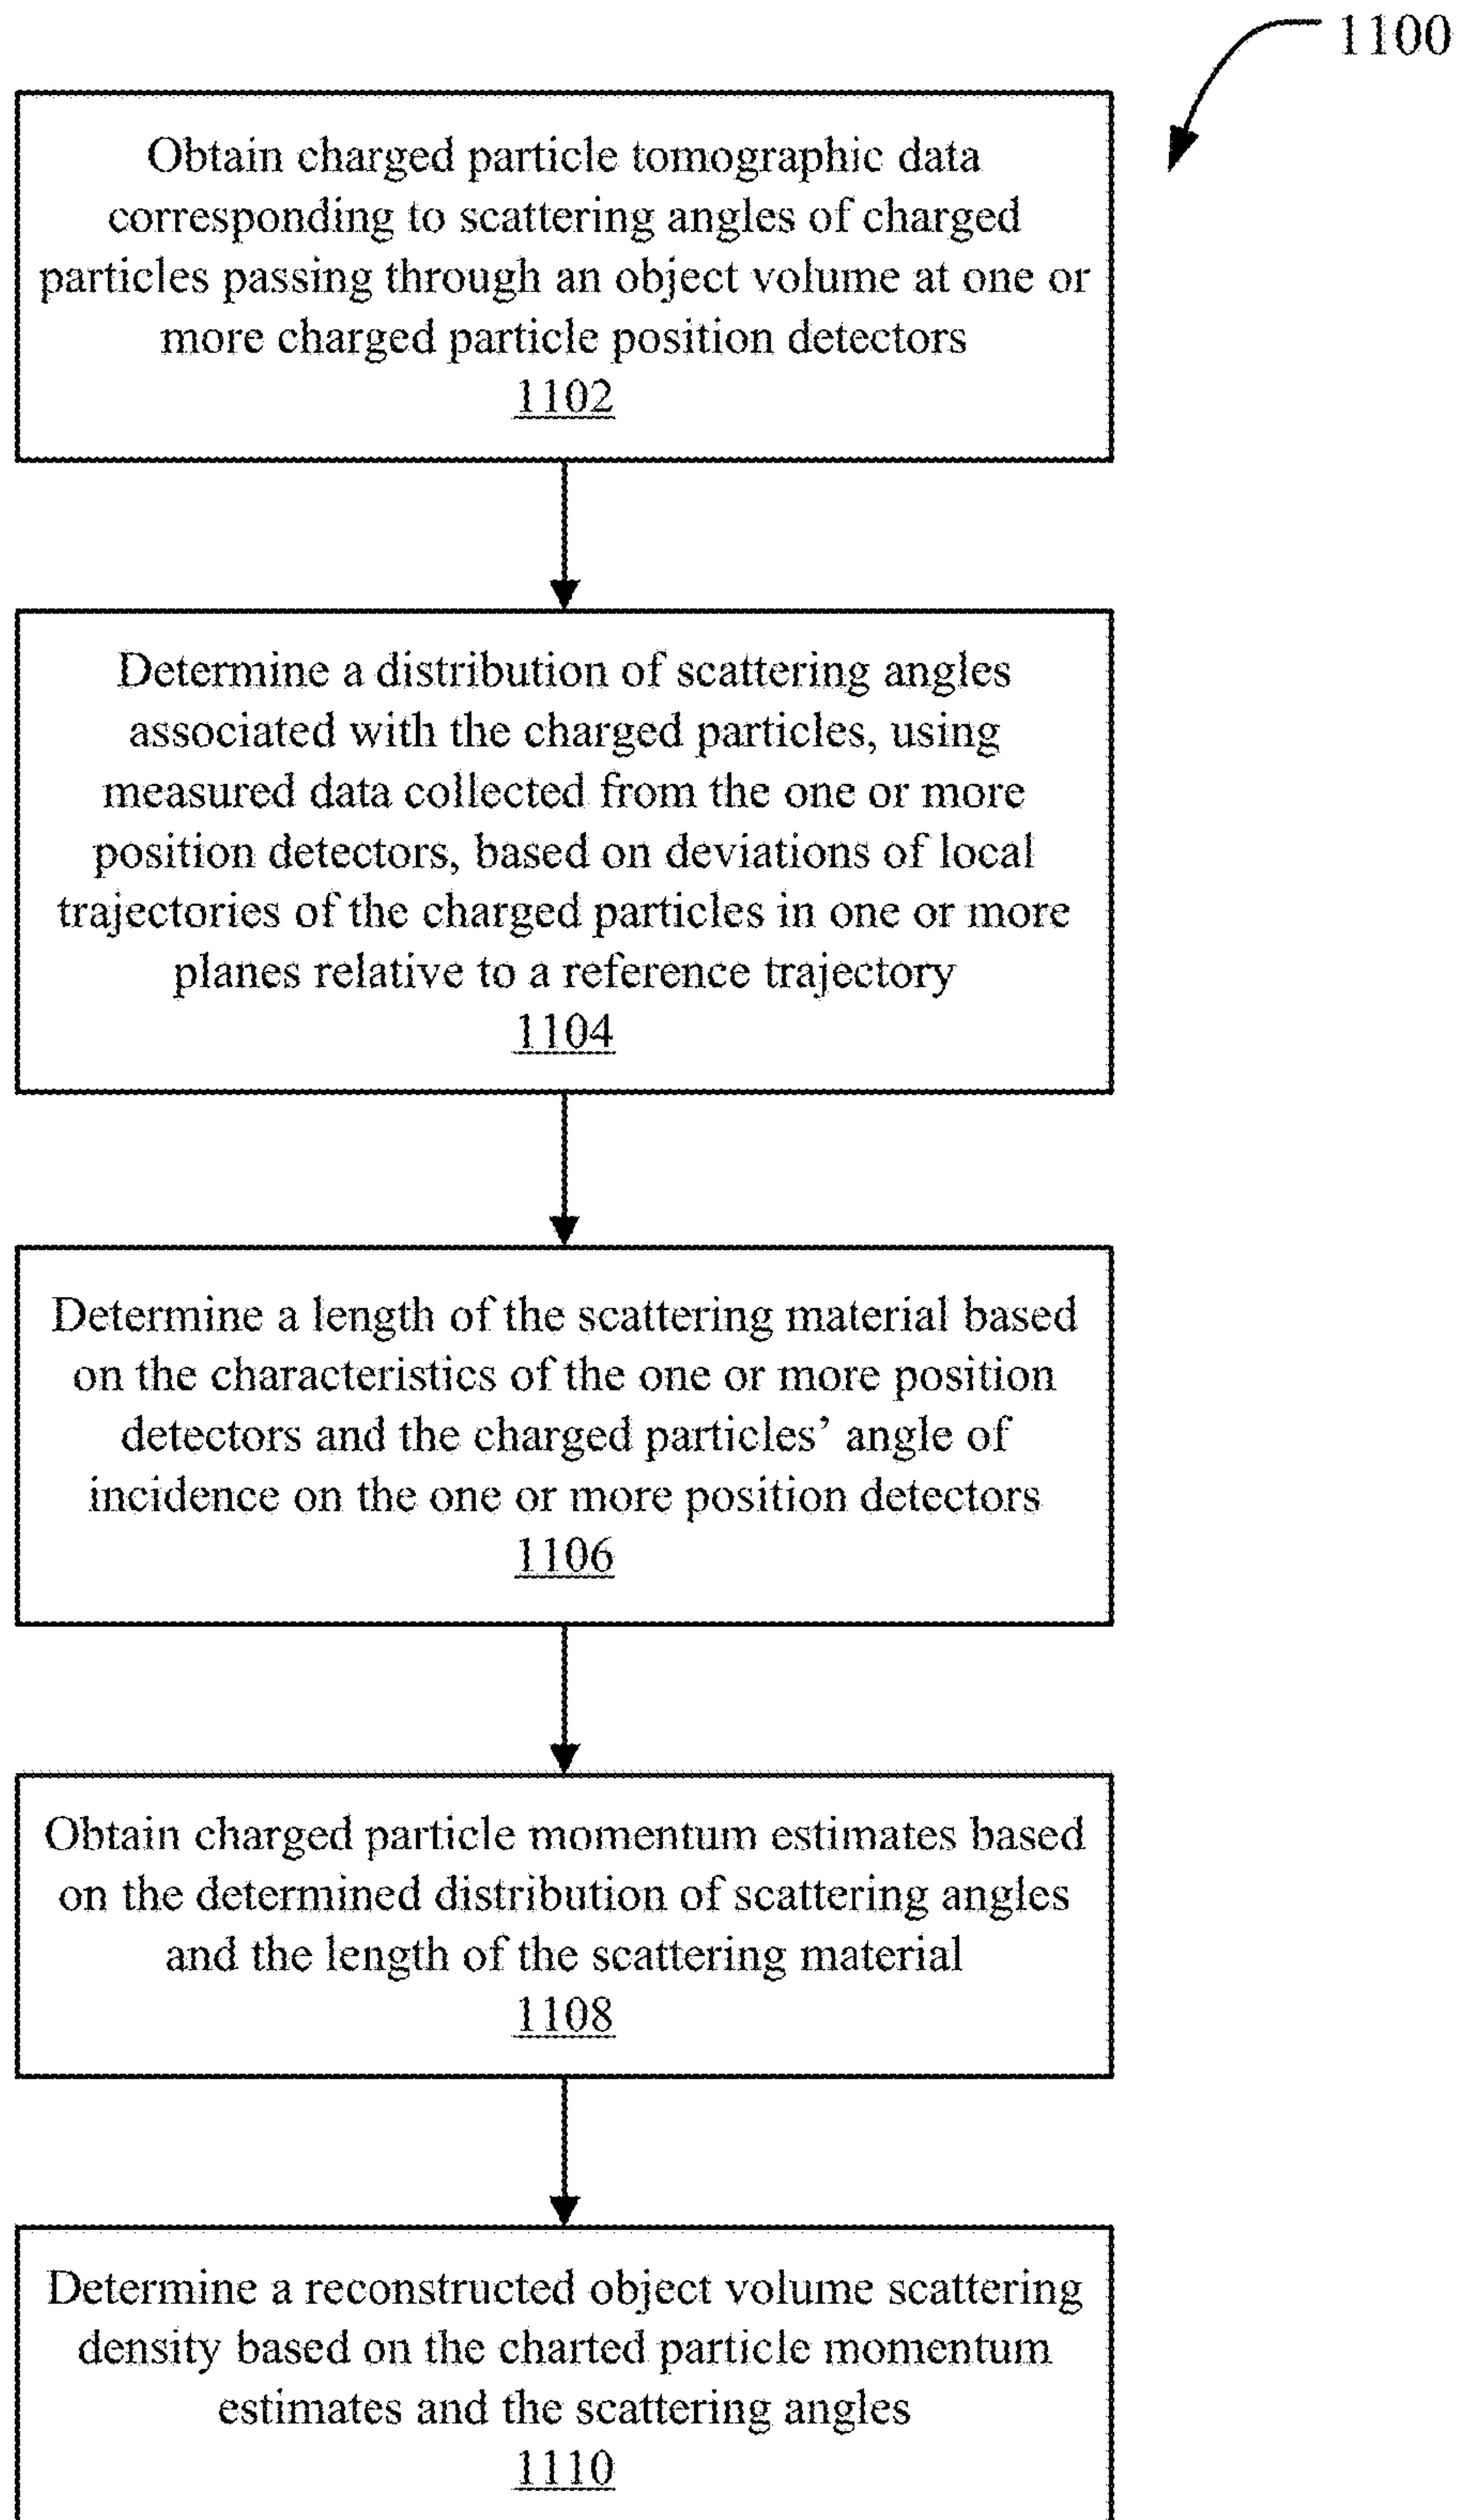 1100
Obtain charged particle tomographic data
corresponding to scattering angles of charged
particles passing through an object volume at one or
more charged particle position detectors
1102
Determine a distribution of scattering angles
associated with the charged particles, using
measured data collected from the one or more
position detectors, based on deviations of local
trajectories of the charged particles in one or more
planes relative to a reference trajectory
1104
Determine a length of the scattering material based
on the characteristics of the one or more position
detectors and the charged particles’ angle of
incidence on the one or more position detectors
1106
Obtain charged particle momentum estimates based
on the determined distribution of scattering angles
and the length of the scattering material
1108
Determine a reconstructed object volume scattering
density based on the charted particle momentum
estimates and the scattering angles
1110